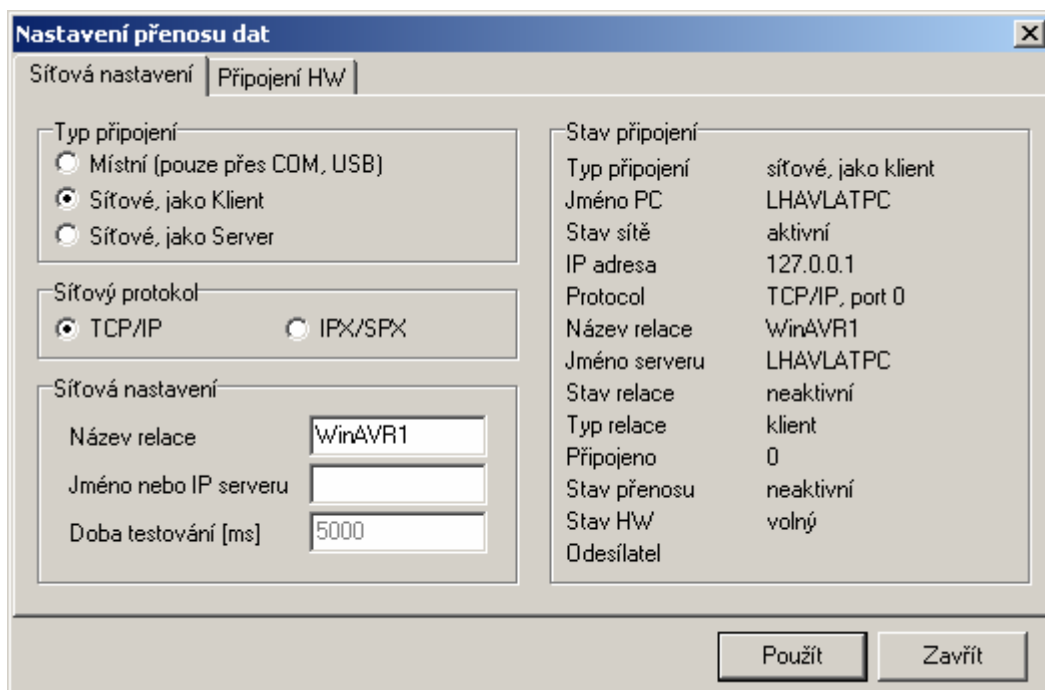 Nastavení přenosu dat
Síťová nastavení
Připojení HW
Typ připojení
Místní (pouze přes COM, USB)
Síťové, jako Klient
Síťové, jako Server
Síťový protokol
TCP/IP
IPX/SPX
Síťová nastavení
Název relace WinAVR1
Jméno nebo IP serveru
Doba testování [ms] 5000
Stav připojení
Typ připojení síťové, jako klient
Jméno PC LHAVLATPC
Stav sítě aktivní
IP adresa 127.0.0.1
Protocol TCP/IP, port 0
Název relace WinAVR1
Jméno serveru LHAVLATPC
Stav relace neaktivní
Typ relace klient
Připojeno 0
Stav přenosu neaktivní
Stav HW volný
Odesílatel
Použít
Zavřít